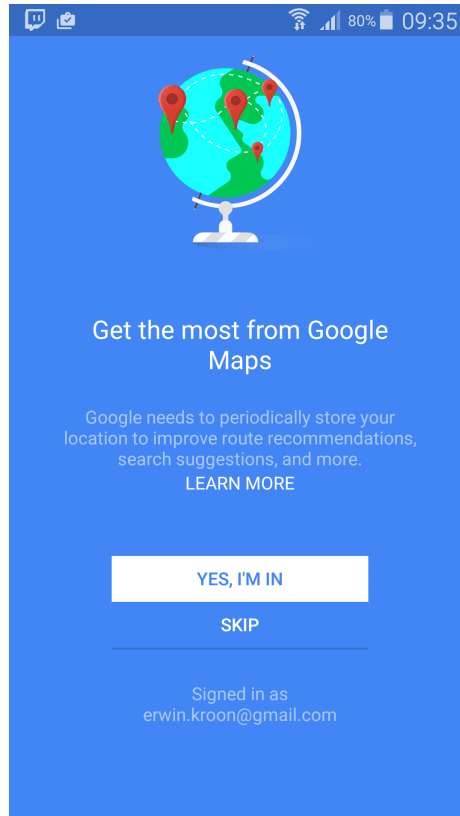 80% 09:35
Get the most from Google
Maps
Google needs to periodically store your
location to improve route recommendations,
search suggestions, and more.
LEARN MORE
YES, I'M IN
SKIP
Signed in as
erwin.kroon@gmail.com